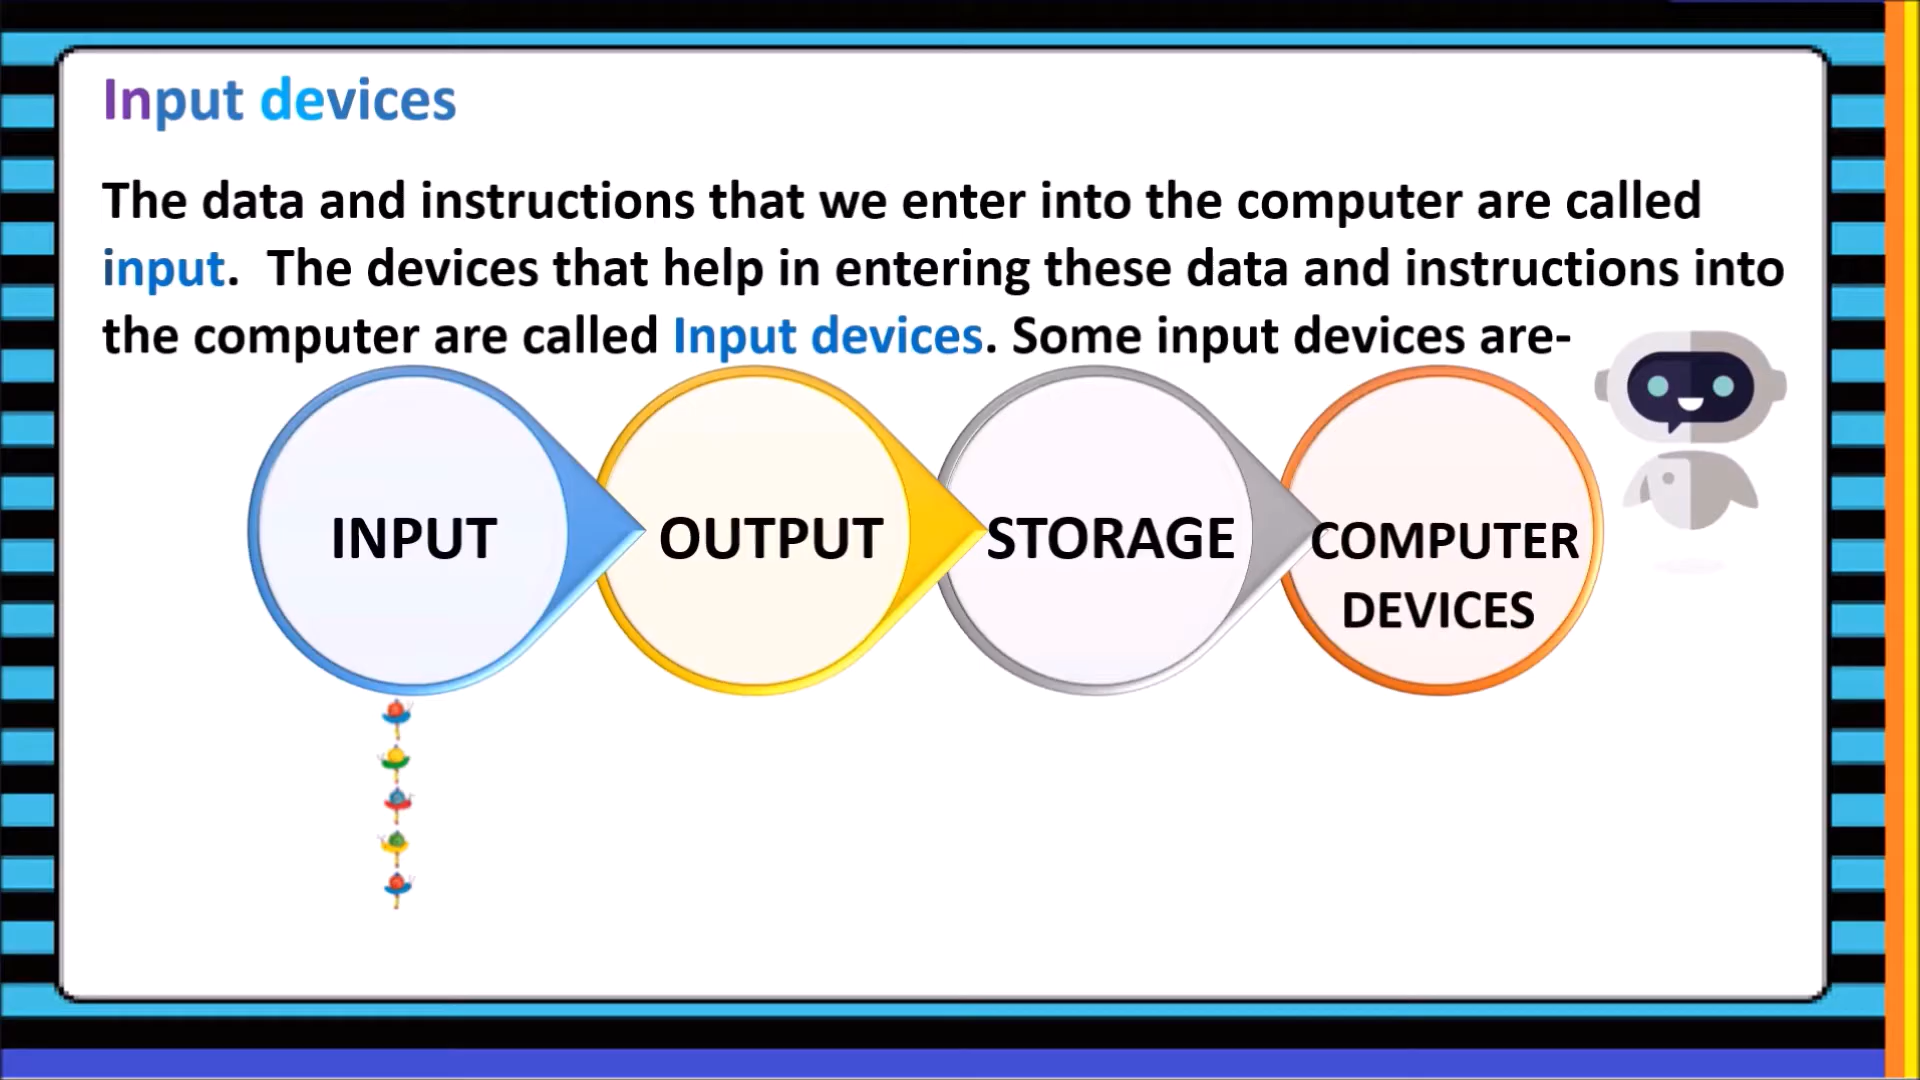 Input devices
The data and instructions that we enter into the computer are called
input. The devices that help in entering these data and instructions into
the computer are called Input devices. Some input devices are-
INPUT
OUTPUT
STORAGE
COMPUTER
DEVICES